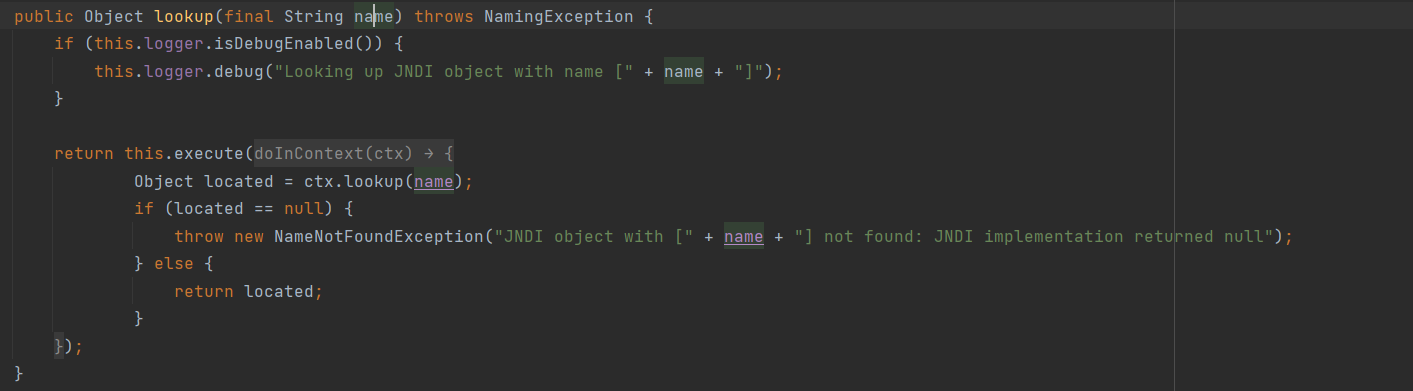 public Object lookup(final String name) throws NamingException {
if (this.logger.isDebugEnabled()) {
this.logger.debug("Looking up JNDI object with name [" + name + "]");
}
return this.execute(doInContext(ctx) → {
Object located = ctx.lookup(name);
if (located == null) {
throw new NameNotFoundException("JNDI object with [" + name + "] not found: JNDI implementation returned null");
} else {
return located;
}
});
}